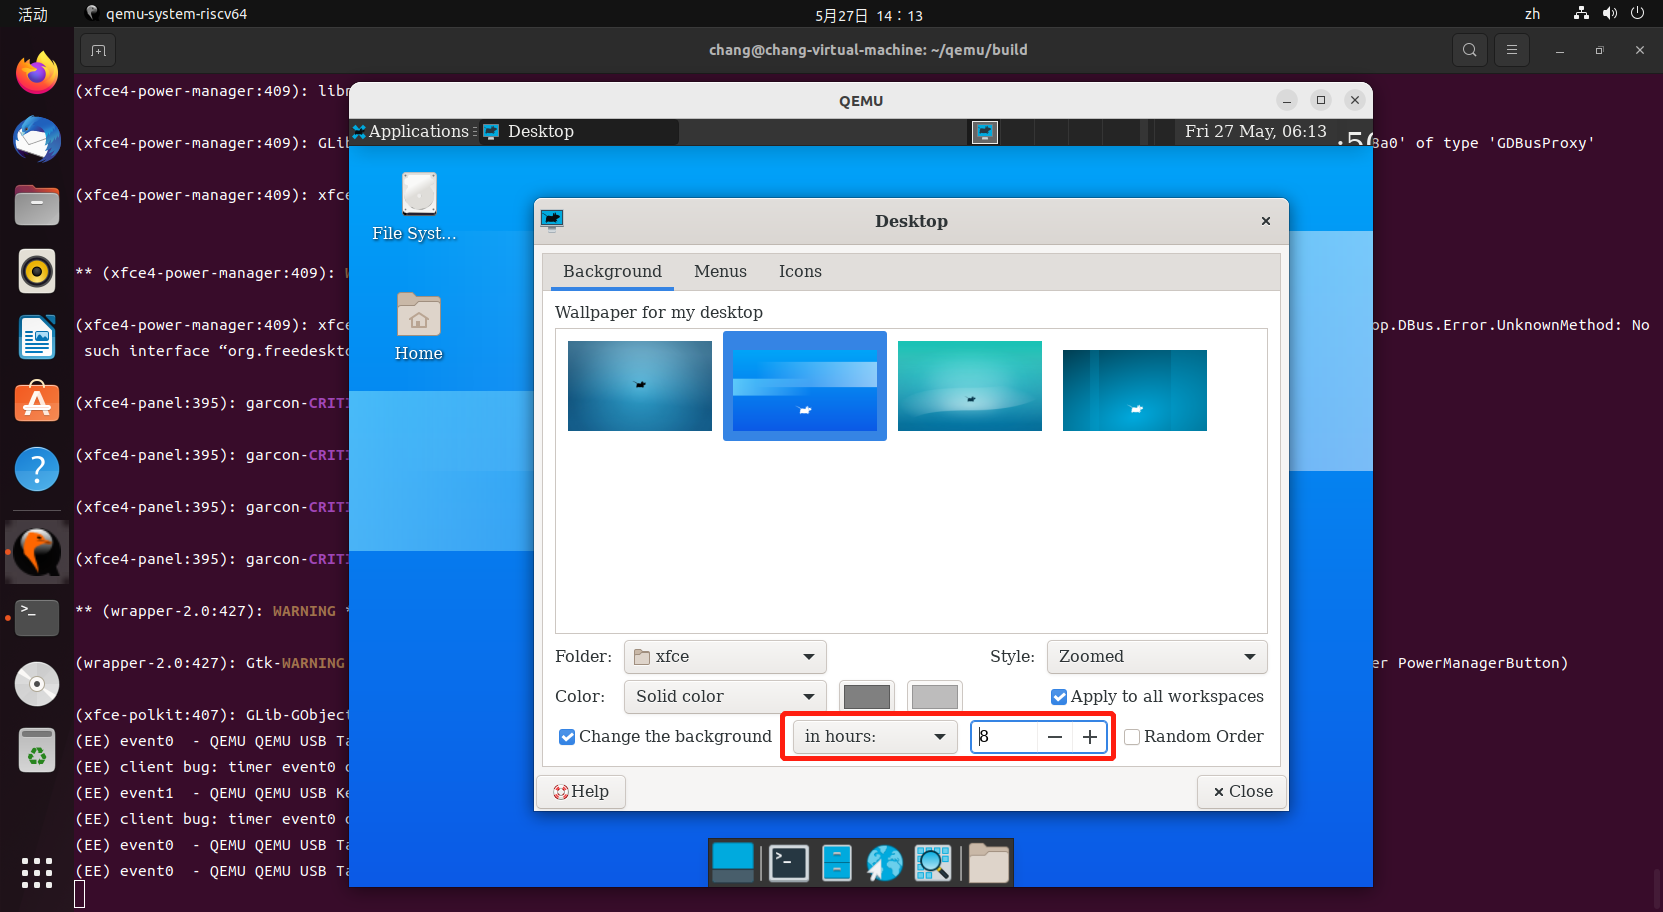 活动
qemu-system-riscv64
5月27日 14：13
zh
chang@chang-virtual-machine: ~/qemu/build
(xfce4-power-manager:409):
QEMU
Applications
Desktop
Fri 27 May, 06:13
(xfce4-power-manager:409): GLib
of type 'GDBusProxy'
(xfce4-power-manager:409): xfce
File Syst...
Desktop
** (xfce4-power-manager:409):
Background Menus Icons
Wallpaper for my desktop
(xfce4-power-manager:409): xfce
op.DBus.Error.UnknownMethod: No
such interface “org.freedeskto
Home
(xfce4-panel:395): garcon-CRITI
(xfce4-panel:395): garcon-CRITI
(xfce4-panel:395): garcon-CRITI
(xfce4-panel:395): garcon-CRITI
** (wrapper-2.0:427): WARNING *
(wrapper-2.0:427): Gtk-WARNING
er PowerManagerButton)
Folder: xfce Style: Zoomed
Color: Solid color Apply to all workspaces
Change the background in hours: 8 Random Order
Help Close
(xfce-polkit:407): GLib-GObject
(EE) event0 - QEMU QEMU USB Ta
(EE) client bug: timer event0
(EE) event1 - QEMU QEMU USB Ke
(EE) client bug: timer event0
(EE) event0 - QEMU QEMU USB Ta
(EE) event0 - QEMU QEMU USB Ta